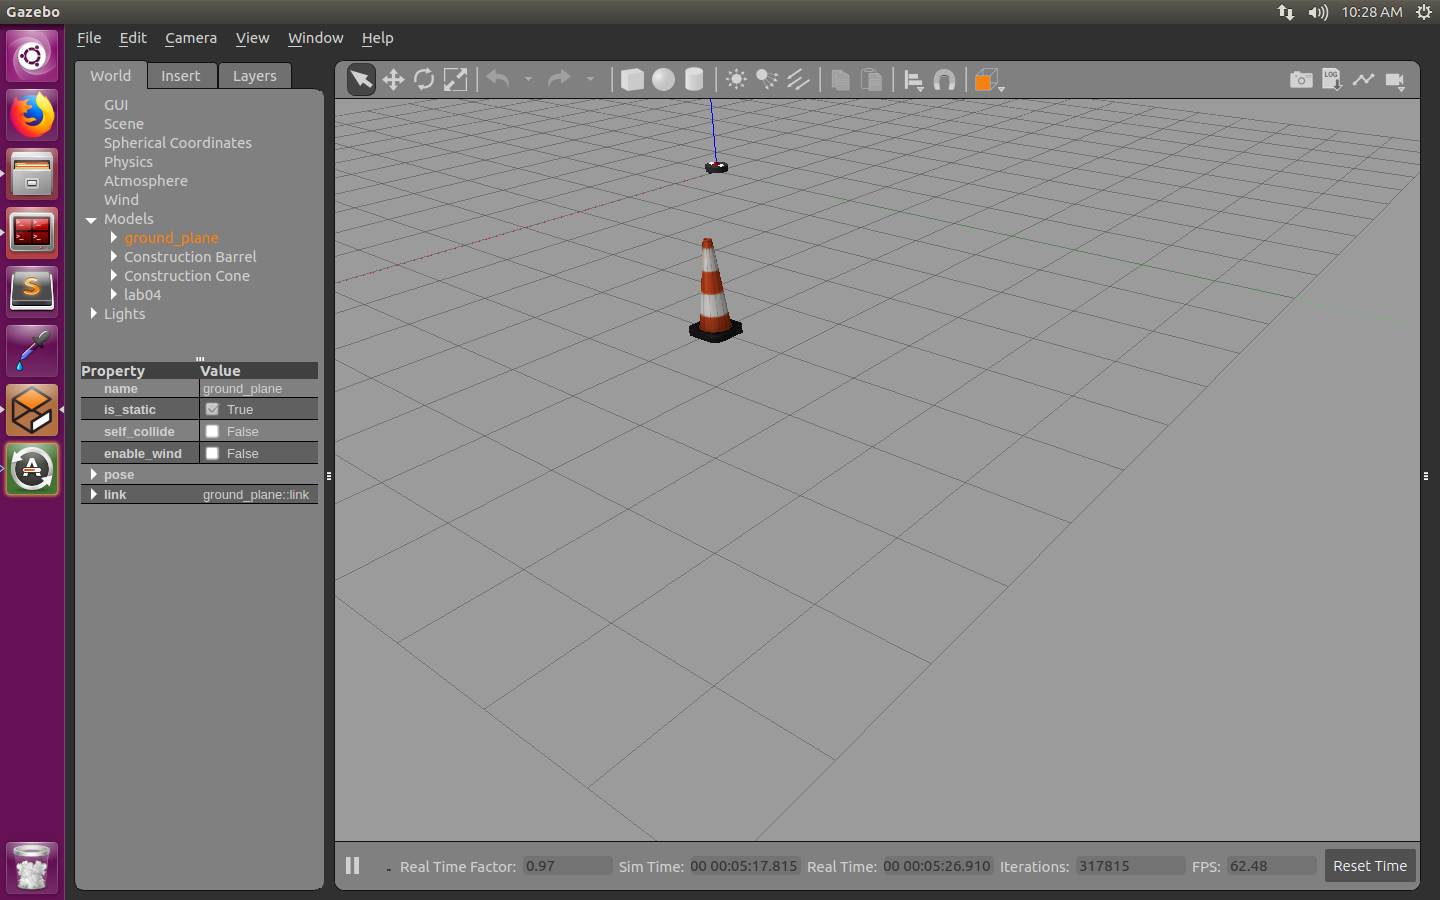 Gazebo
10:28 AM
File Edit Camera View Window Help
World Insert Layers
GUI
Scene
Spherical Coordinates
Physics
Atmosphere
Wind
Models
ground_plane
Construction Barrel
Construction Cone
lab04
Lights
Property Value
name ground_plane
is_static True
self_collide False
enable_wind False
pose
link ground_plane::link
LOG
Real Time Factor: 0.97 Sim Time: 00 00:05:17.815 Real Time: 00 00:05:26.910 Iterations: 317815 FPS: 62.48 Reset Time